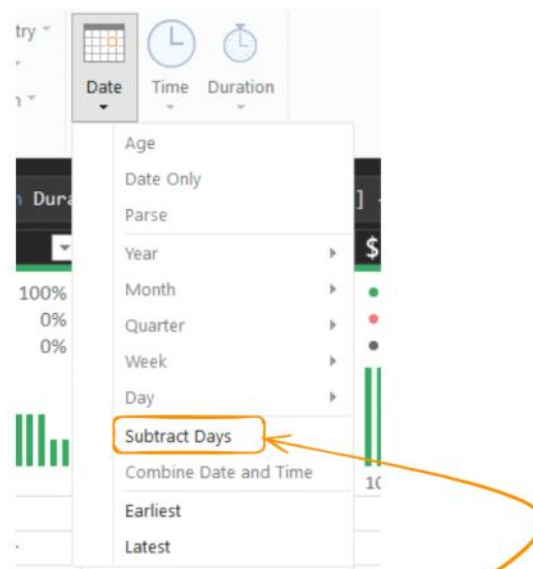 try
Date Time Duration
Age
Date Only
Parse
Year
Month
Quarter
Week
Day
Subtract Days
Combine Date and Time
Earliest
Latest
Dura
] -
$
100%
0%
0%
10